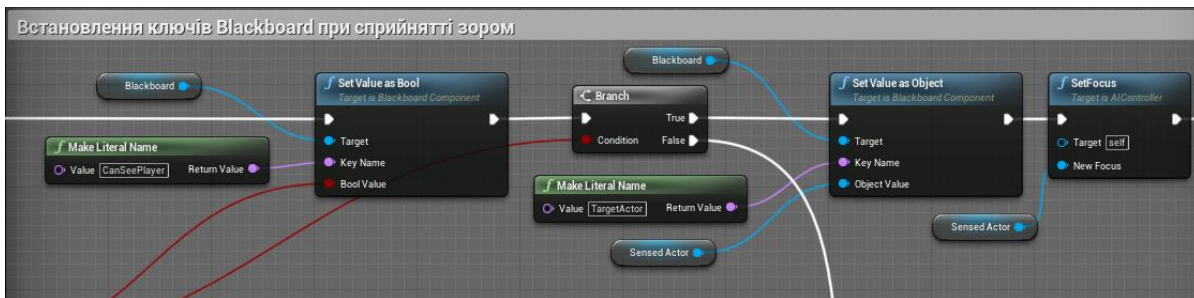 Встановлення ключів Blackboard при сприйнятті зором
Blackboard
Set Value as Bool
Target is Blackboard Component
Target
Key Name
Bool Value
Make Literal Name
Value CanSeePlayer Return Value
Branch
True
Condition False
Blackboard
Set Value as Object
Target is Blackboard Component
Target
Key Name
Object Value
Make Literal Name
Value TargetActor Return Value
Sensed Actor
SetFocus
Target is AIController
Target self
New Focus
Sensed Actor